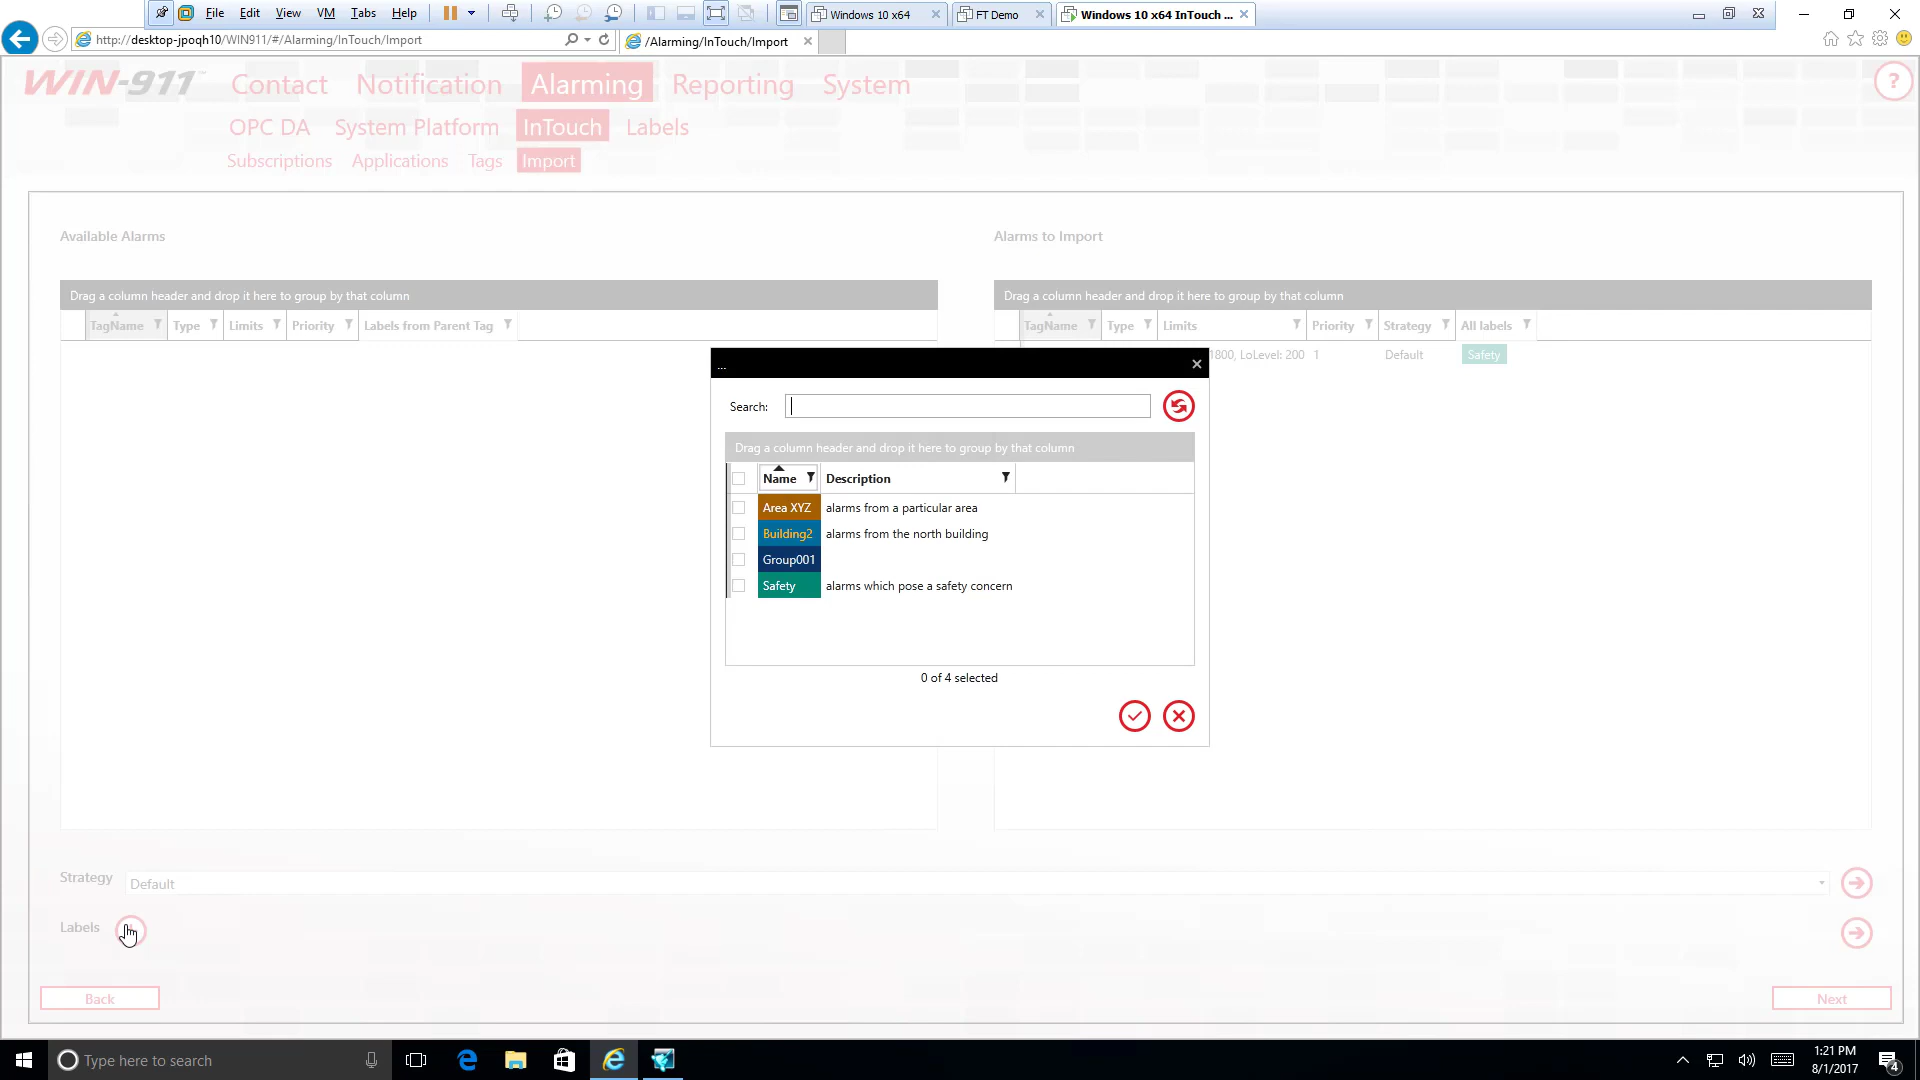 File Edit View VM Tabs Help
Windows 10 x64
FT Demo
Windows 10 x64 InTouch ...
http://desktop-jpoqh10/WIN911/#/Alarming/InTouch/Import
/Alarming/InTouch/Import
WIN-911™
Contact Notification Alarming Reporting System
?
OPC DA System Platform InTouch Labels
Subscriptions Applications Tags Import
Available Alarms
Alarms to Import
Drag a column header and drop it here to group by that column
Drag a column header and drop it here to group by that column
TagName Type Limits Priority Labels from Parent Tag
TagName Type Limits Priority Strategy All labels
1800, LoLevel: 200 1 Default Safety
...
Search:
Drag a column header and drop it here to group by that column
Name Description
Area XYZ alarms from a particular area
Building2 alarms from the north building
Group001
Safety alarms which pose a safety concern
0 of 4 selected
Strategy Default
Labels
Back
Next
Type here to search
1:21 PM
8/1/2017
4